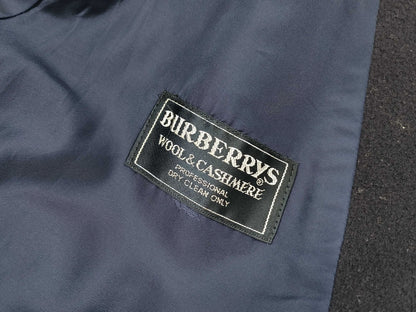 BURBERRYS®
WOOL & CASHMERE
PROFESSIONAL
DRY CLEAN ONLY